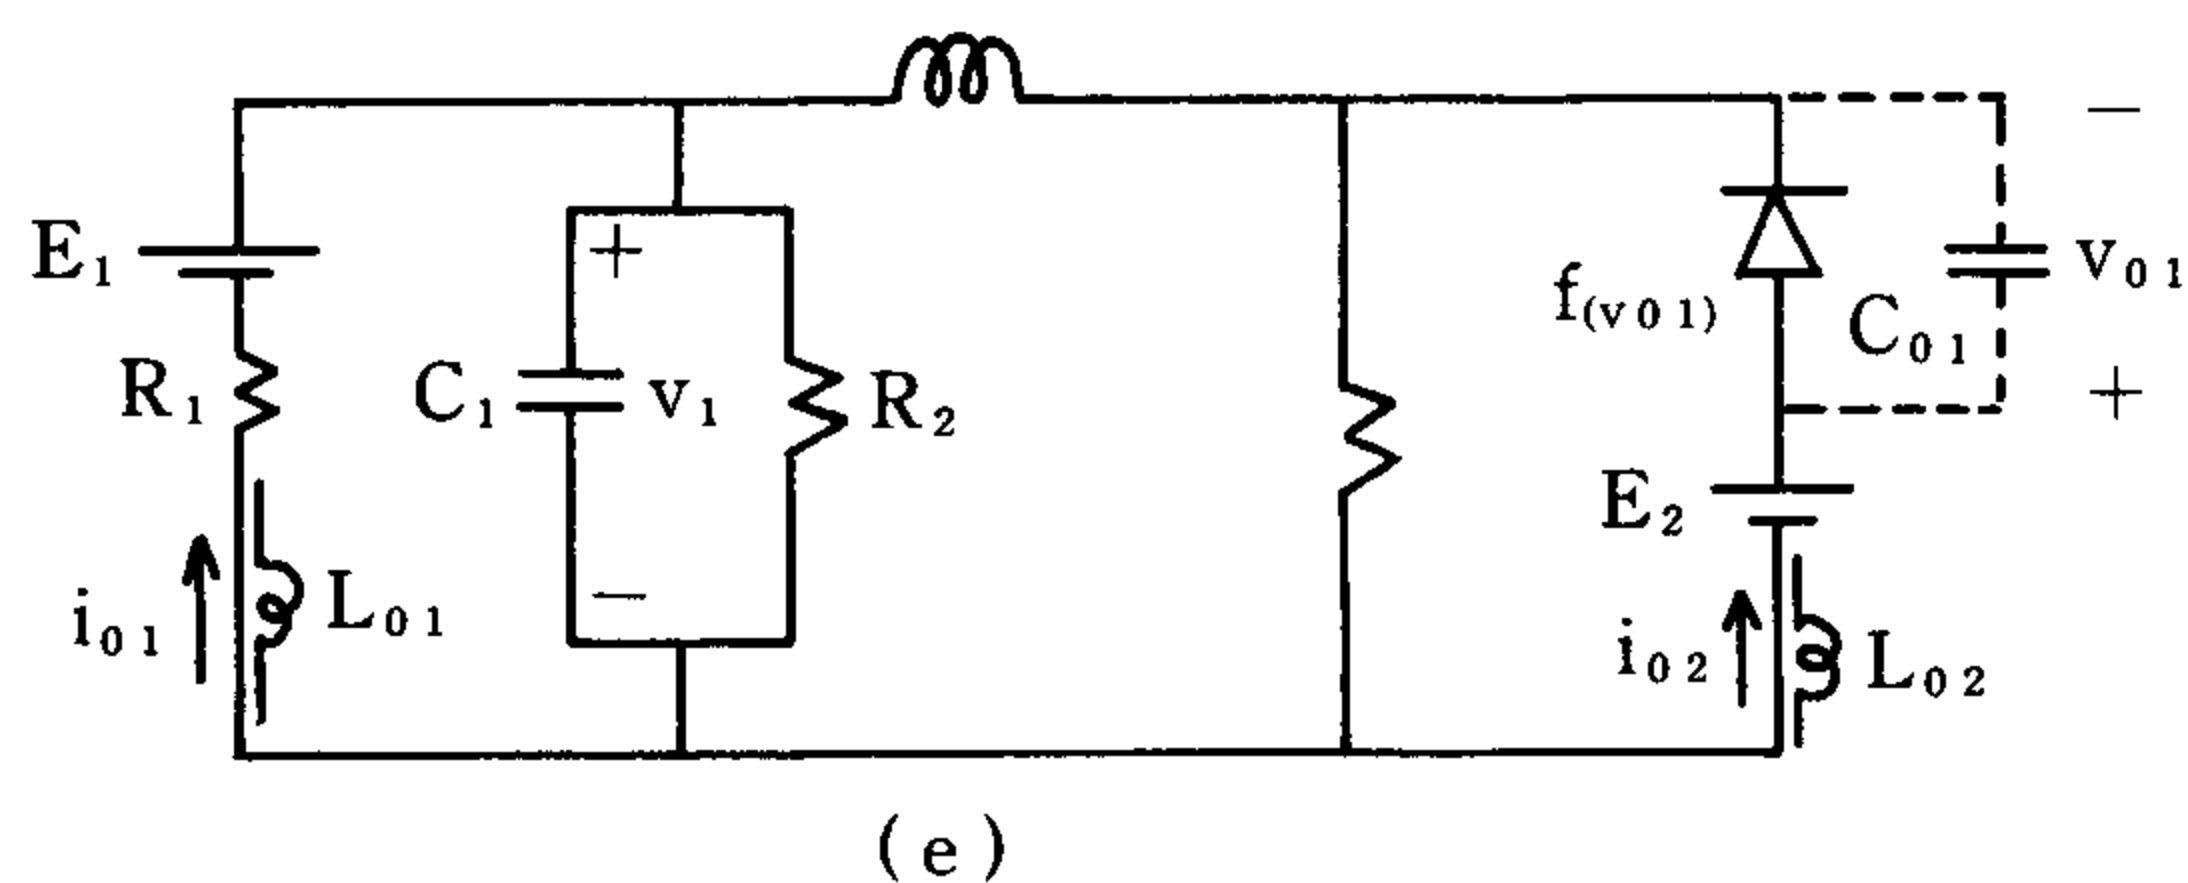 E₁
R₁
i₀₁
L₀₁
+
C₁ v₁ R₂
−
f₍ᵥ₀₁₎
C₀₁
−
v₀₁
+
E₂
i₀₂
L₀₂
(e)